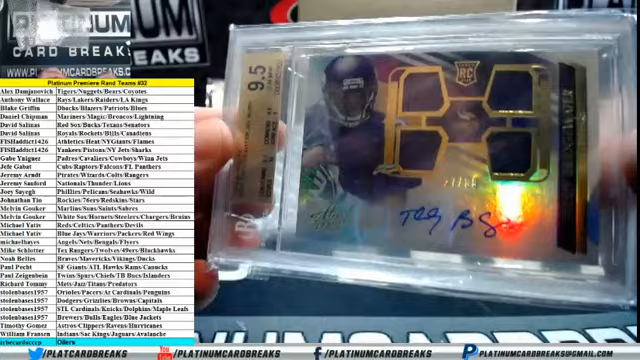 PLATINUM
CARD BREAKS
WWW.PLATINUMCARDBREAKS.COM
Platinum Premiere Rand Teams #32
Alex Damjanovich Tigers/Nuggets/Bears/Coyotes
Anthony Wallace Rays/Lakers/Raiders/LA Kings
Blake Griffin Dbacks/Blazers/Patriots/Blues
Daniel Chipman Mariners/Magic/Broncos/Lightning
David Salinas Red Sox/Bucks/Texans/Senators
David Salinas Royals/Rockets/Bills/Canadiens
FISHaddict1426 Athletics/Heat/NYGiants/Flames
FISHaddict1426 Yankees/Pistons/NY Jets/Sharks
Gabe Yniguez Padres/Cavaliers/Cowboys/Winn Jets
Jefe Gabat Cubs/Raptors/Falcons/FL Panthers
Jeremy Arndt Pirates/Wizards/Colts/Rangers
Jeremy Sanford Nationals/Thunder/Lions
Joey Sayegh Phillies/Pelicans/Seahawks/Wild
Johnathan Yio Rockies/76ers/Redskins/Stars
Melvin Gouker Marlins/Suns/Sabres
Melvin Gouker White Sox/Hornets/Steelers/Chargers/Bruins
Michael Yativ Reds/Celtics/Panthers/Devils
Michael Yativ Blue Jays/Warriors/Packers/Red Wings
michaelhayes Angels/Nets/Bengals/Flyers
Mike Schlotter Tex Rangers/Twolves/49ers/Blackhawks
Noah Belles Braves/Mavericks/Vikings/Ducks
Paul Pecht SF Giants/ATL Hawks/Rams/Canucks
Paul Zeigenbein Twins/Spurs/Chiefs/TB Bucs/Islanders
Richard Tommy Mets/Jazz/Titans/Predators
stolenbases1957 Orioles/Pacers/Az Cardinals/Penguins
stolenbases1957 Dodgers/Grizzlies/Browns/Capitals
stolenbases1957 STL Cardinals/Knicks/Dolphins/Maple Leafs
stolenbases1957 Brewers/Bulls/Eagles/Blue Jackets
Timothy Gomez Astros/Clippers/Ravens/Hurricanes
William Fransen Indians/Sac Kings/Jaguars/Avalanche
Oilers
9.5
RC
/PLATCARDBREAKS
/PLATINUMCARDBREAKS
/PLATINUMCARDBREAKS
PLATINUMCARDBREAKS@GMAIL.COM